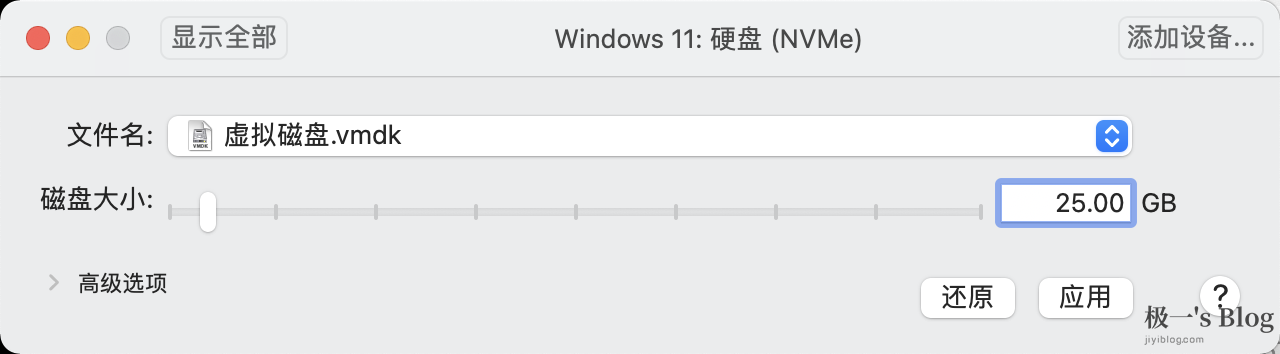 显示全部
Windows 11: 硬盘 (NVMe)
添加设备...
文件名:
虚拟磁盘.vmdk
磁盘大小:
25.00 GB
高级选项
还原
应用
?
极一's Blog
jiyiblog.com